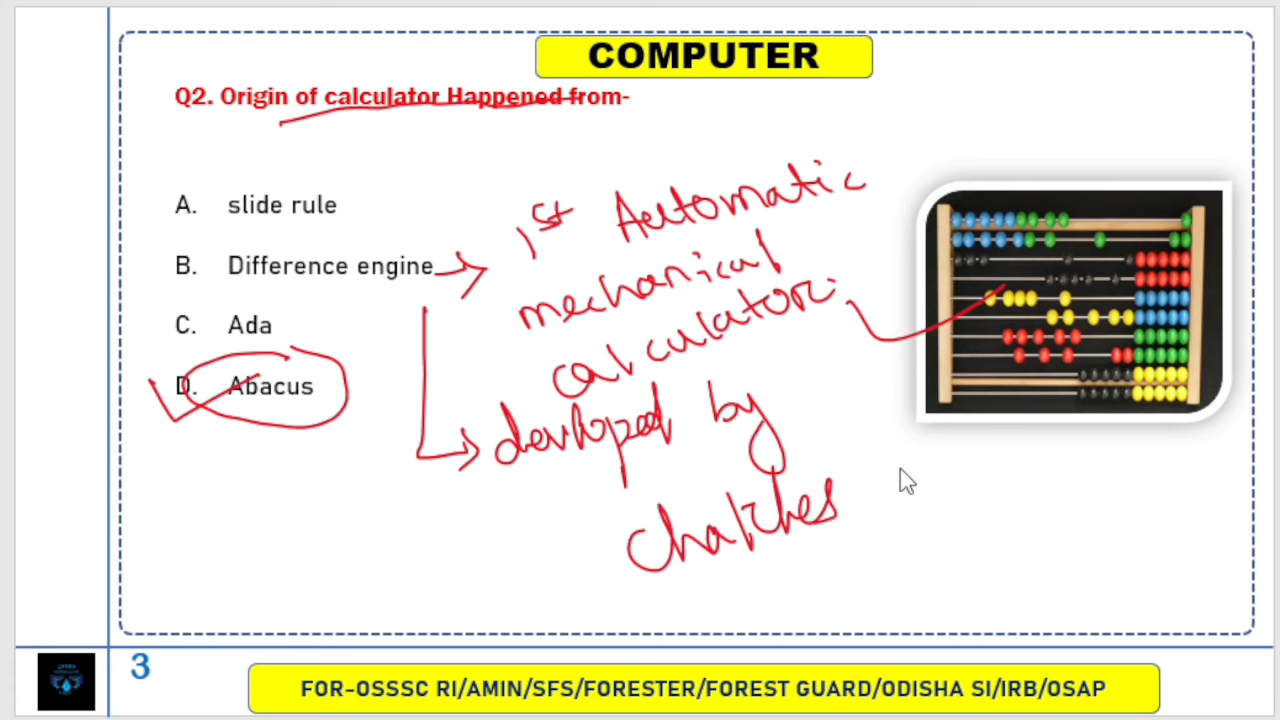 COMPUTER
Q2. Origin of calculator Happened from-
A. slide rule
B. Difference engine
C. Ada
D. Abacus
1st Automatic
mechanical
calculator
developed by
3
FOR-OSSSC RI/AMIN/SFS/FORESTER/FOREST GUARD/ODISHA SI/IRB/OSAP